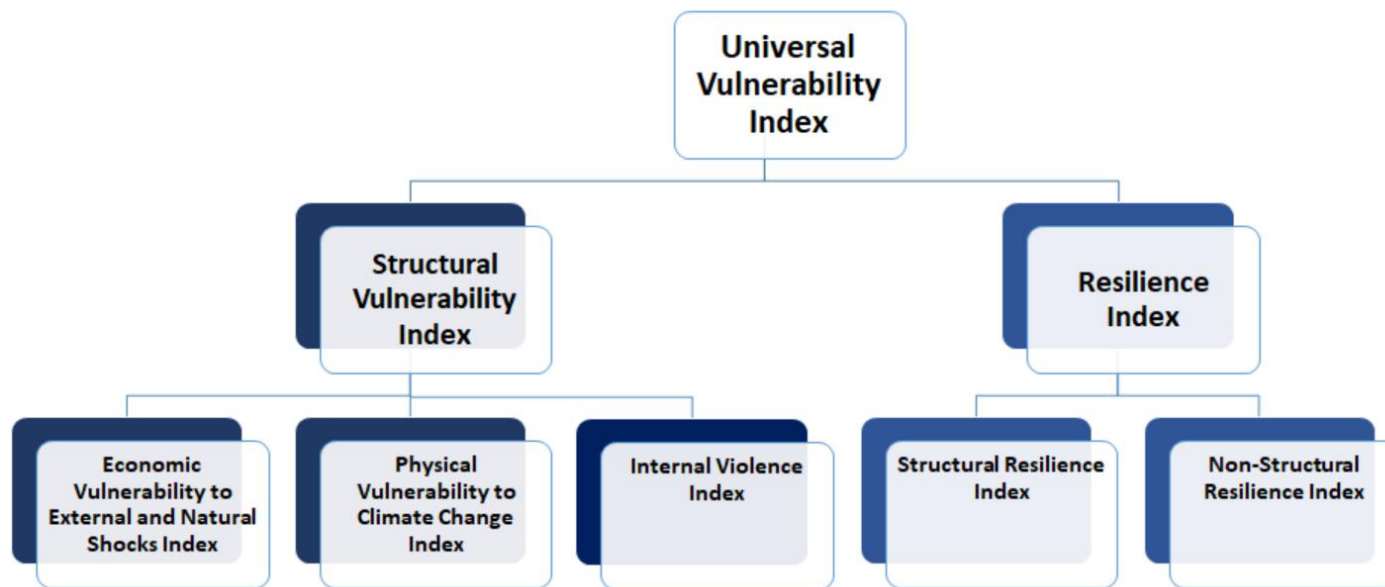 Universal
Vulnerability
Index
Structural
Vulnerability
Index
Resilience
Index
Economic
Vulnerability to
External and Natural
Shocks Index
Physical
Vulnerability to
Climate Change
Index
Internal Violence
Index
Structural Resilience
Index
Non-Structural
Resilience Index